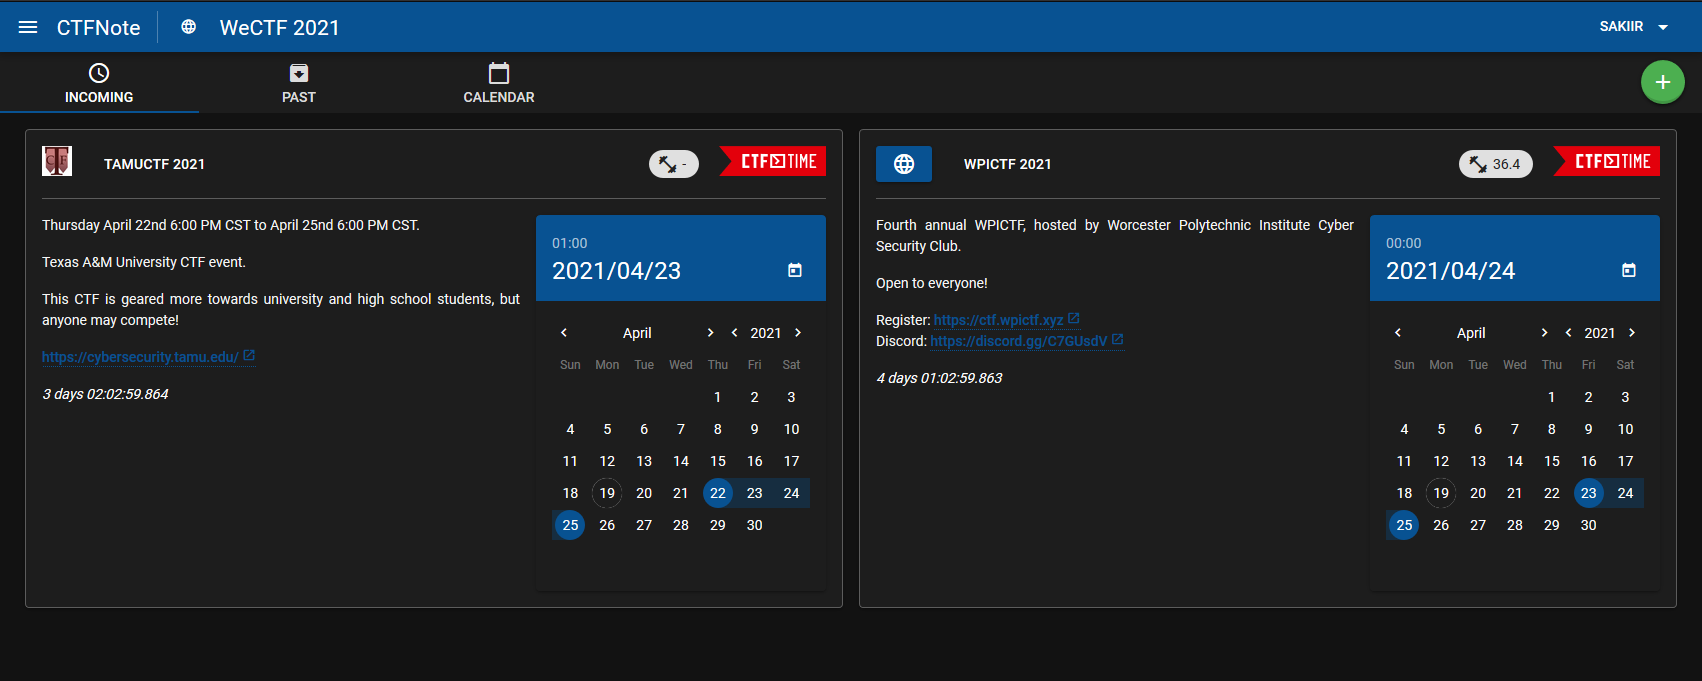 CTFNote
WeCTF 2021
SAKIIR
INCOMING
PAST
CALENDAR
+
TAMUCTF 2021
-
CTF TIME
Thursday April 22nd 6:00 PM CST to April 25nd 6:00 PM CST.
Texas A&M University CTF event.
This CTF is geared more towards university and high school students, but
anyone may compete!
https://cybersecurity.tamu.edu/
3 days 02:02:59.864
01:00
2021/04/23
April 2021
Sun Mon Tue Wed Thu Fri Sat
1 2 3
4 5 6 7 8 9 10
11 12 13 14 15 16 17
18 19 20 21 22 23 24
25 26 27 28 29 30
WPICTF 2021
36.4
CTF TIME
Fourth annual WPICTF, hosted by Worcester Polytechnic Institute Cyber
Security Club.
Open to everyone!
Register: https://ctf.wpictf.xyz
Discord: https://discord.gg/C7GUsdV
4 days 01:02:59.863
00:00
2021/04/24
April 2021
Sun Mon Tue Wed Thu Fri Sat
1 2 3
4 5 6 7 8 9 10
11 12 13 14 15 16 17
18 19 20 21 22 23 24
25 26 27 28 29 30